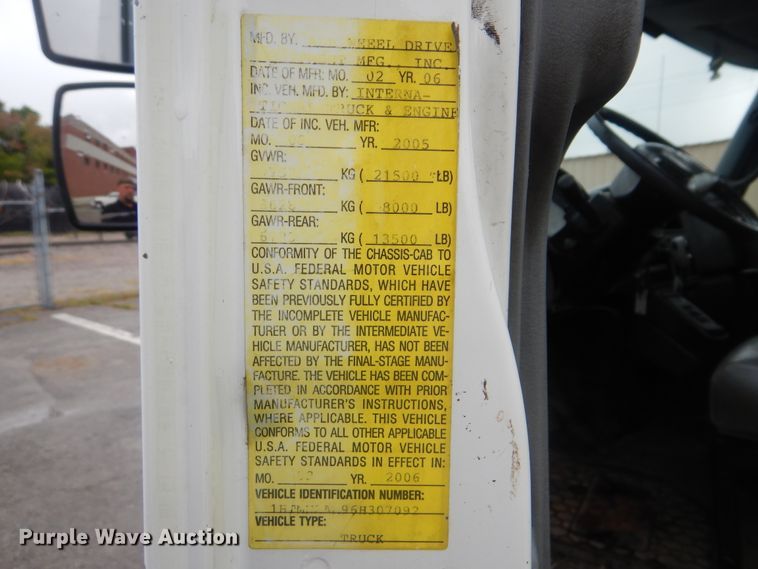 MFD. BY: WHEEL DRIVE
MFG., INC.
DATE OF MFR: MO. 02 YR. 06
INC. VEH. MFD. BY: INTERNA-
TRUCK & ENGINE
DATE OF INC. VEH. MFR:
MO. YR. 2005
GVWR:
KG ( 21500 LB)
GAWR-FRONT:
KG ( 8000 LB)
GAWR-REAR:
KG ( 13500 LB)
CONFORMITY OF THE CHASSIS-CAB TO
U.S.A. FEDERAL MOTOR VEHICLE
SAFETY STANDARDS, WHICH HAVE
BEEN PREVIOUSLY FULLY CERTIFIED BY
THE INCOMPLETE VEHICLE MANUFAC-
TURER OR BY THE INTERMEDIATE VE-
HICLE MANUFACTURER, HAS NOT BEEN
AFFECTED BY THE FINAL-STAGE MANU-
FACTURE. THE VEHICLE HAS BEEN COM-
PLETED IN ACCORDANCE WITH PRIOR
MANUFACTURER'S INSTRUCTIONS,
WHERE APPLICABLE. THIS VEHICLE
CONFORMS TO ALL OTHER APPLICABLE
U.S.A. FEDERAL MOTOR VEHICLE
SAFETY STANDARDS IN EFFECT IN:
MO. YR. 2006
VEHICLE IDENTIFICATION NUMBER:
96H307092
VEHICLE TYPE:
TRUCK
Purple Wave Auction